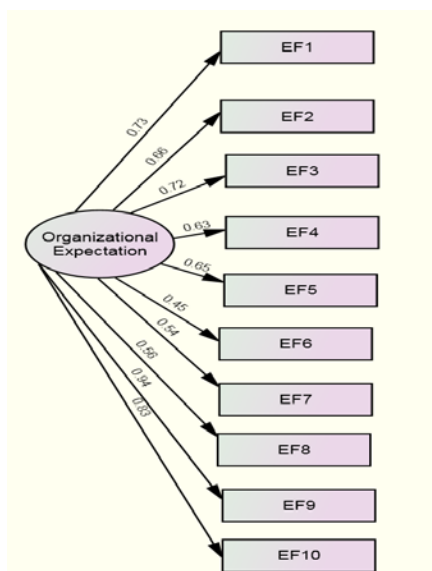 EF1
0.73
EF2
0.66
EF3
0.72
EF4
0.63
Organizational
Expectation
EF5
0.65
EF6
0.45
EF7
0.54
EF8
0.56
EF9
0.94
EF10
0.83